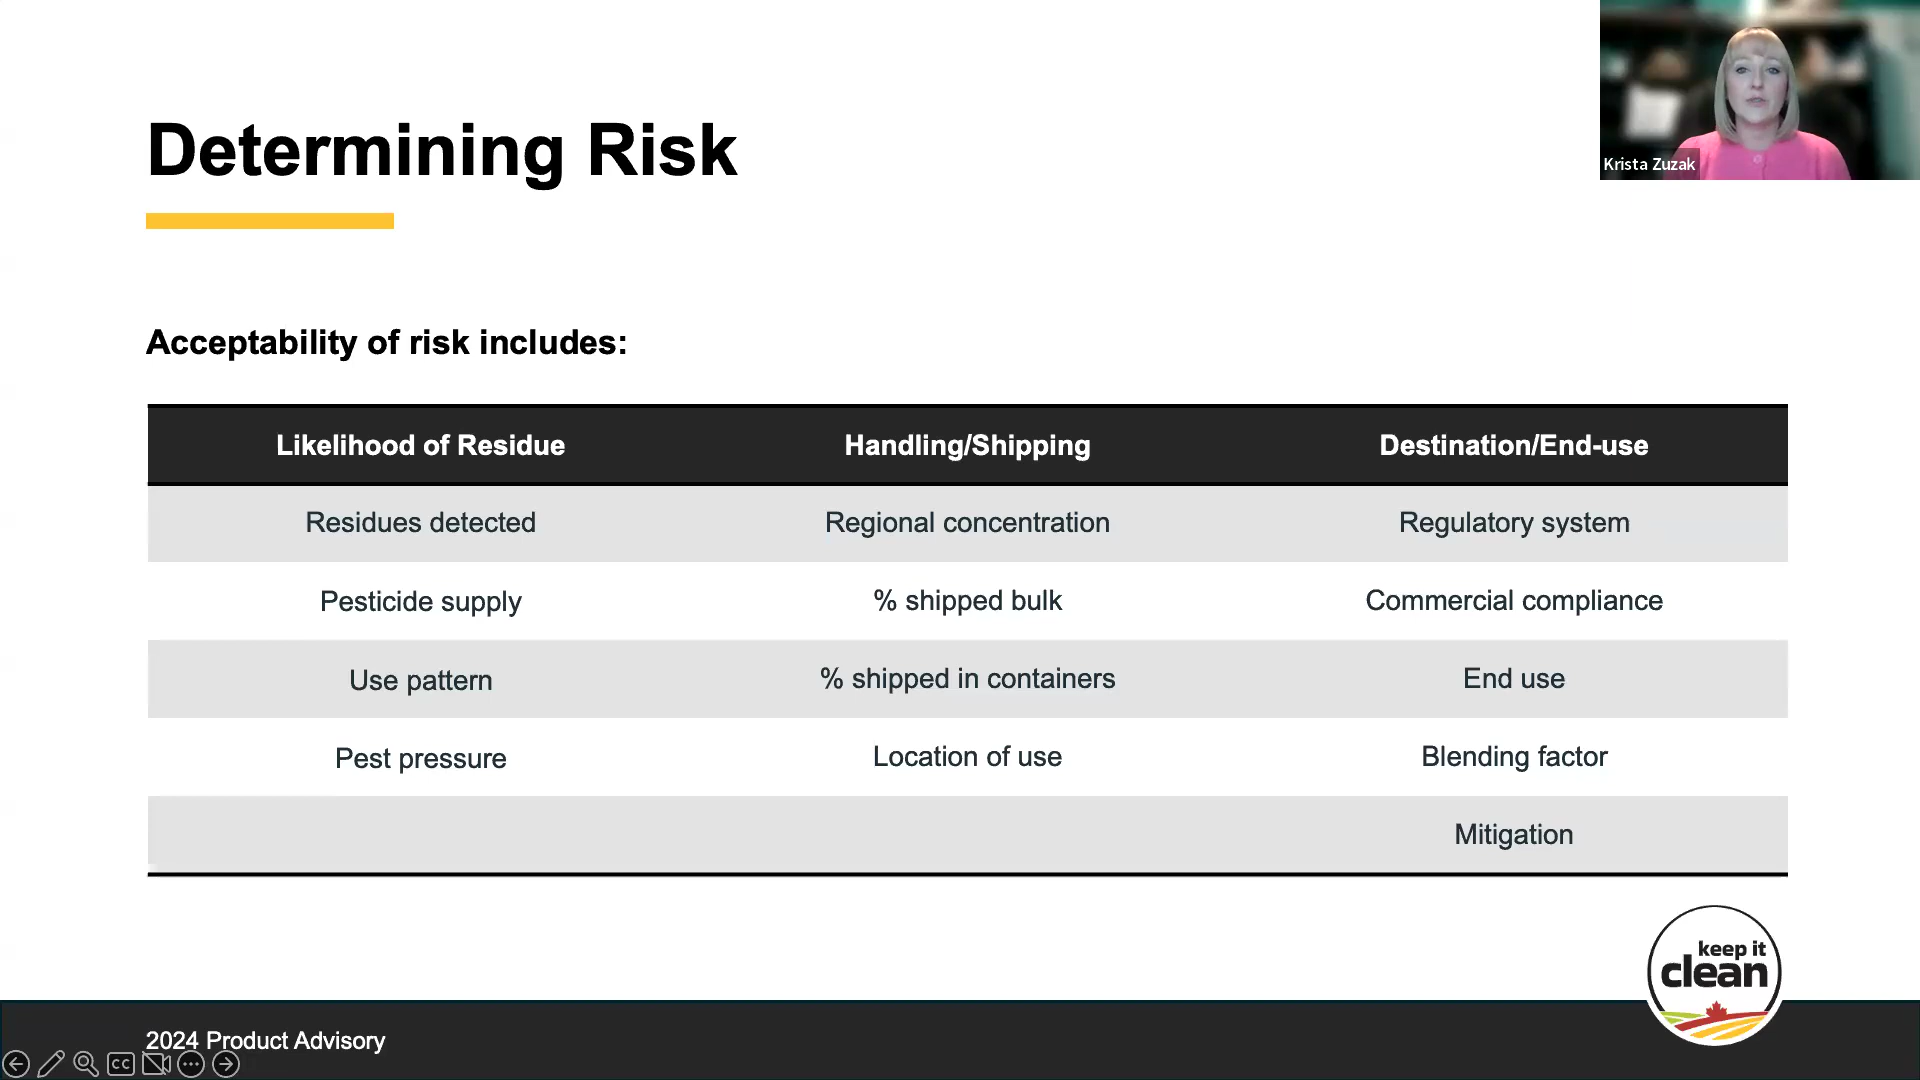 Determining Risk
Krista Zuzak
Acceptability of risk includes:
Likelihood of Residue Handling/Shipping Destination/End-use
Residues detected Regional concentration Regulatory system
Pesticide supply % shipped bulk Commercial compliance
Use pattern % shipped in containers End use
Pest pressure Location of use Blending factor
Mitigation
keep it
clean
2024 Product Advisory
CC